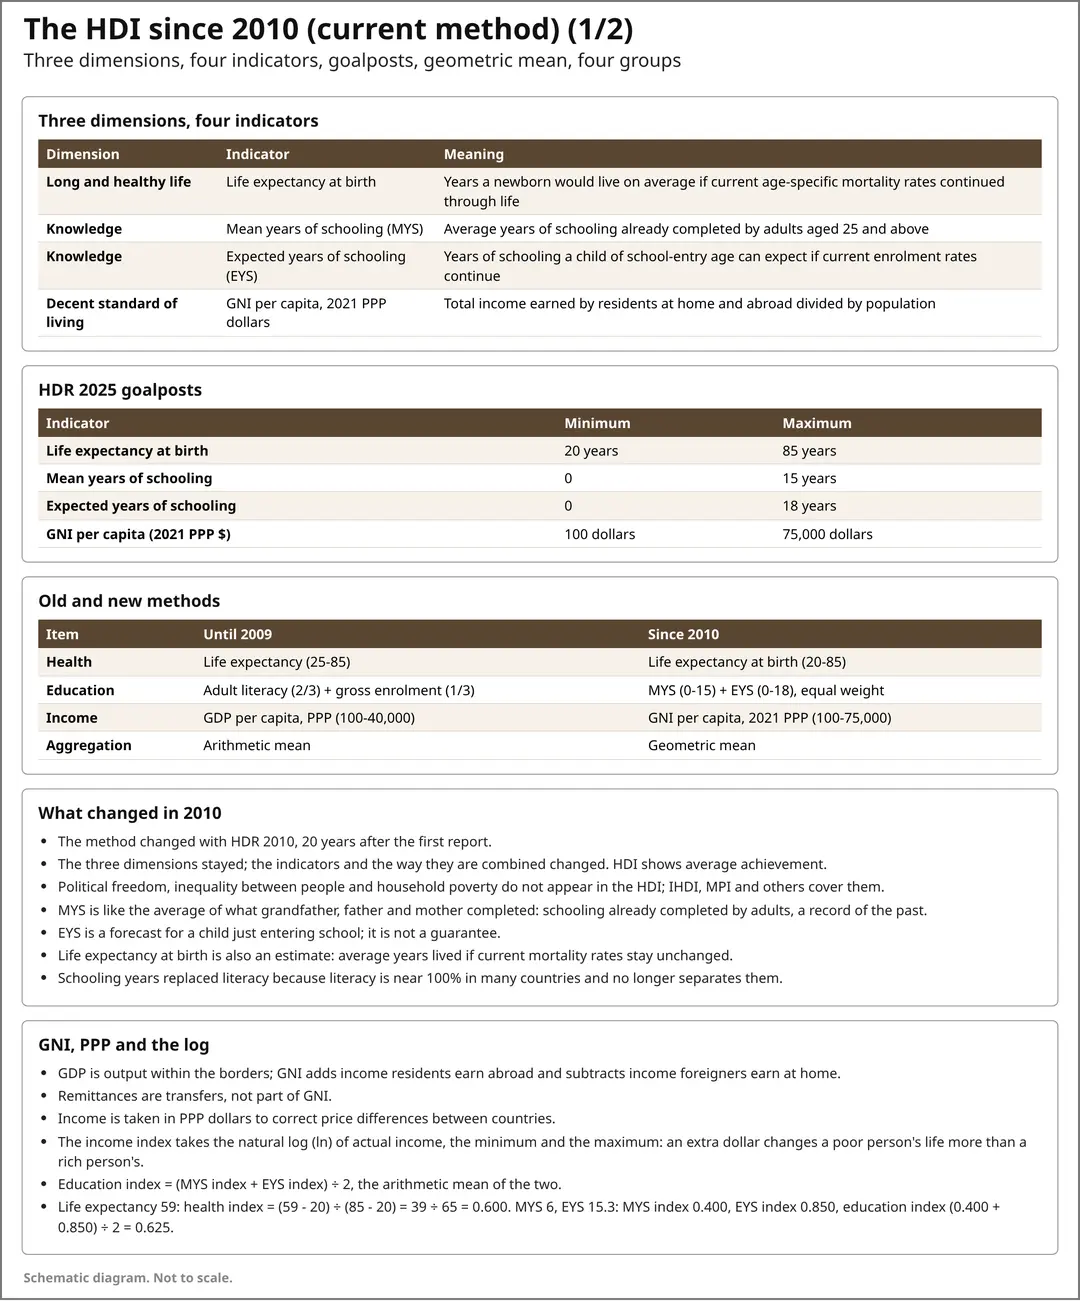 The HDI since 2010 (current method) (1/2)
Three dimensions, four indicators, goalposts, geometric mean, four groups
Three dimensions, four indicators
Dimension Indicator Meaning
Long and healthy life Life expectancy at birth Years a newborn would live on average if current age-specific mortality rates continued
through life
Knowledge Mean years of schooling (MYS) Average years of schooling already completed by adults aged 25 and above
Knowledge Expected years of schooling Years of schooling a child of school-entry age can expect if current enrolment rates
(EYS) continue
Decent standard of GNI per capita, 2021 PPP Total income earned by residents at home and abroad divided by population
living dollars
HDR 2025 goalposts
Indicator Minimum Maximum
Life expectancy at birth 20 years 85 years
Mean years of schooling 0 15 years
Expected years of schooling 0 18 years
GNI per capita (2021 PPP $) 100 dollars 75,000 dollars
Old and new methods
Item Until 2009 Since 2010
Health Life expectancy (25-85) Life expectancy at birth (20-85)
Education Adult literacy (2/3) + gross enrolment (1/3) MYS (0-15) + EYS (0-18), equal weight
Income GDP per capita, PPP (100-40,000) GNI per capita, 2021 PPP (100-75,000)
Aggregation Arithmetic mean Geometric mean
What changed in 2010
• The method changed with HDR 2010, 20 years after the first report.
• The three dimensions stayed; the indicators and the way they are combined changed. HDI shows average achievement.
• Political freedom, inequality between people and household poverty do not appear in the HDI; IHDI, MPI and others cover them.
• MYS is like the average of what grandfather, father and mother completed: schooling already completed by adults, a record of the past.
• EYS is a forecast for a child just entering school; it is not a guarantee.
• Life expectancy at birth is also an estimate: average years lived if current mortality rates stay unchanged.
• Schooling years replaced literacy because literacy is near 100% in many countries and no longer separates them.
GNI, PPP and the log
• GDP is output within the borders; GNI adds income residents earn abroad and subtracts income foreigners earn at home.
• Remittances are transfers, not part of GNI.
• Income is taken in PPP dollars to correct price differences between countries.
• The income index takes the natural log (ln) of actual income, the minimum and the maximum: an extra dollar changes a poor person's life more than a
rich person's.
• Education index = (MYS index + EYS index) ÷ 2, the arithmetic mean of the two.
• Life expectancy 59: health index = (59 - 20) ÷ (85 - 20) = 39 ÷ 65 = 0.600. MYS 6, EYS 15.3: MYS index 0.400, EYS index 0.850, education index (0.400 +
0.850) ÷ 2 = 0.625.
Schematic diagram. Not to scale.